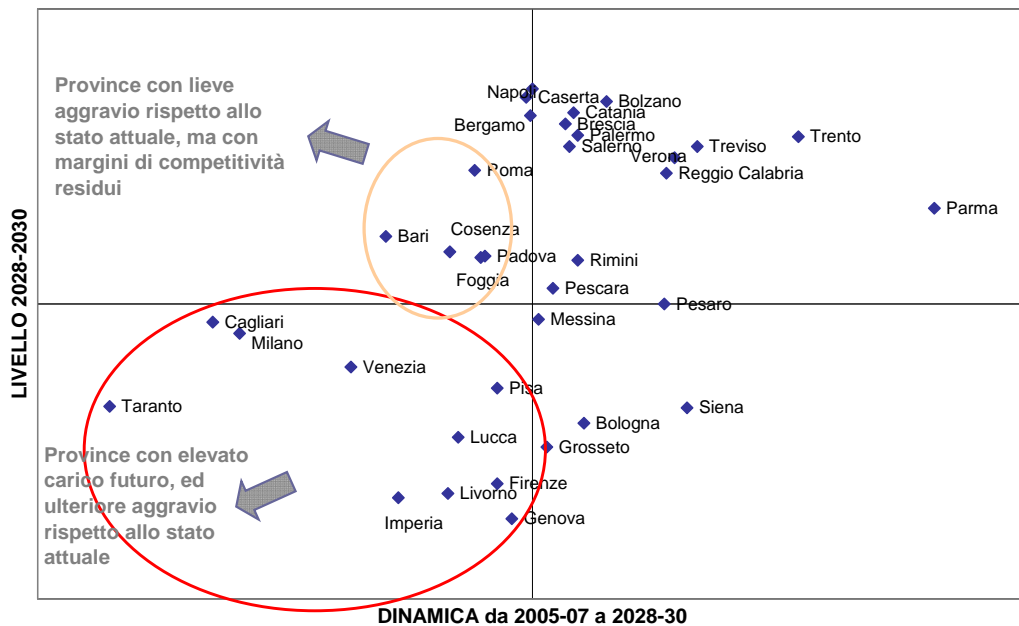 Province con lieve
aggravio rispetto allo
stato attuale, ma con
margini di competitività
residui
Napoli
Caserta
Bolzano
Catania
Bergamo
Brescia
Palermo
Trento
Salerno
Treviso
Verona
Roma
Reggio Calabria
Parma
Bari
Cosenza
Padova
Rimini
Foggia
Pescara
Pesaro
LIVELLO 2028-2030
Messina
Cagliari
Milano
Venezia
Pisa
Taranto
Siena
Bologna
Lucca
Grosseto
Province con elevato
carico futuro, ed
ulteriore aggravio
rispetto allo stato
attuale
Firenze
Livorno
Imperia
Genova
DINAMICA da 2005-07 a 2028-30